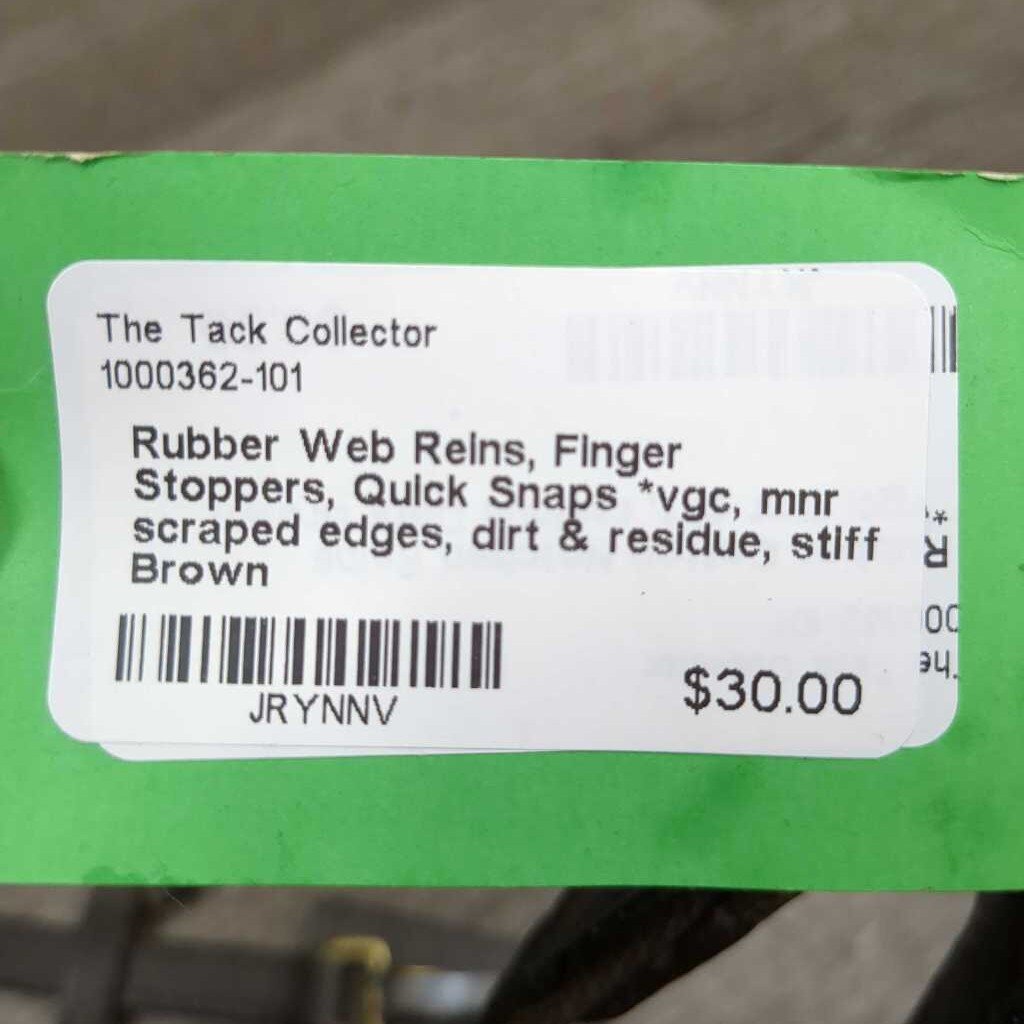 The Tack Collector
1000362-101
Rubber Web Reins, Finger
Stoppers, Quick Snaps *vgc, mnr
scraped edges, dirt & residue, stiff
Brown
JRYNNV
$30.00